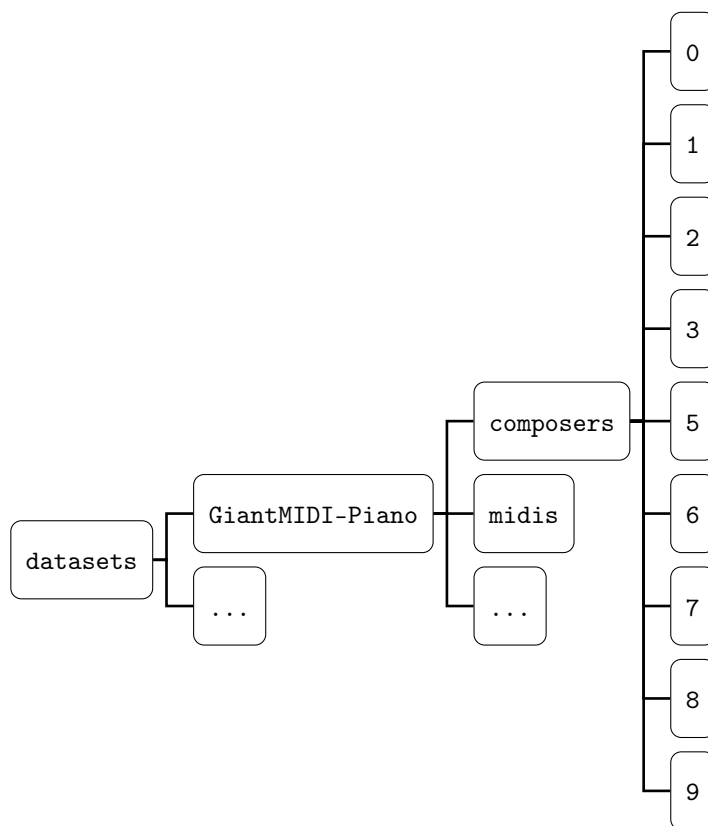 0
1
2
3
composers
5
GiantMIDI-Piano
midis
6
datasets
...
...
7
8
9